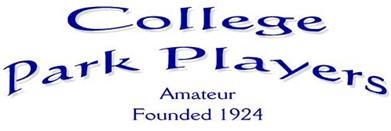 College
Park Players
Amateur
Founded 1924